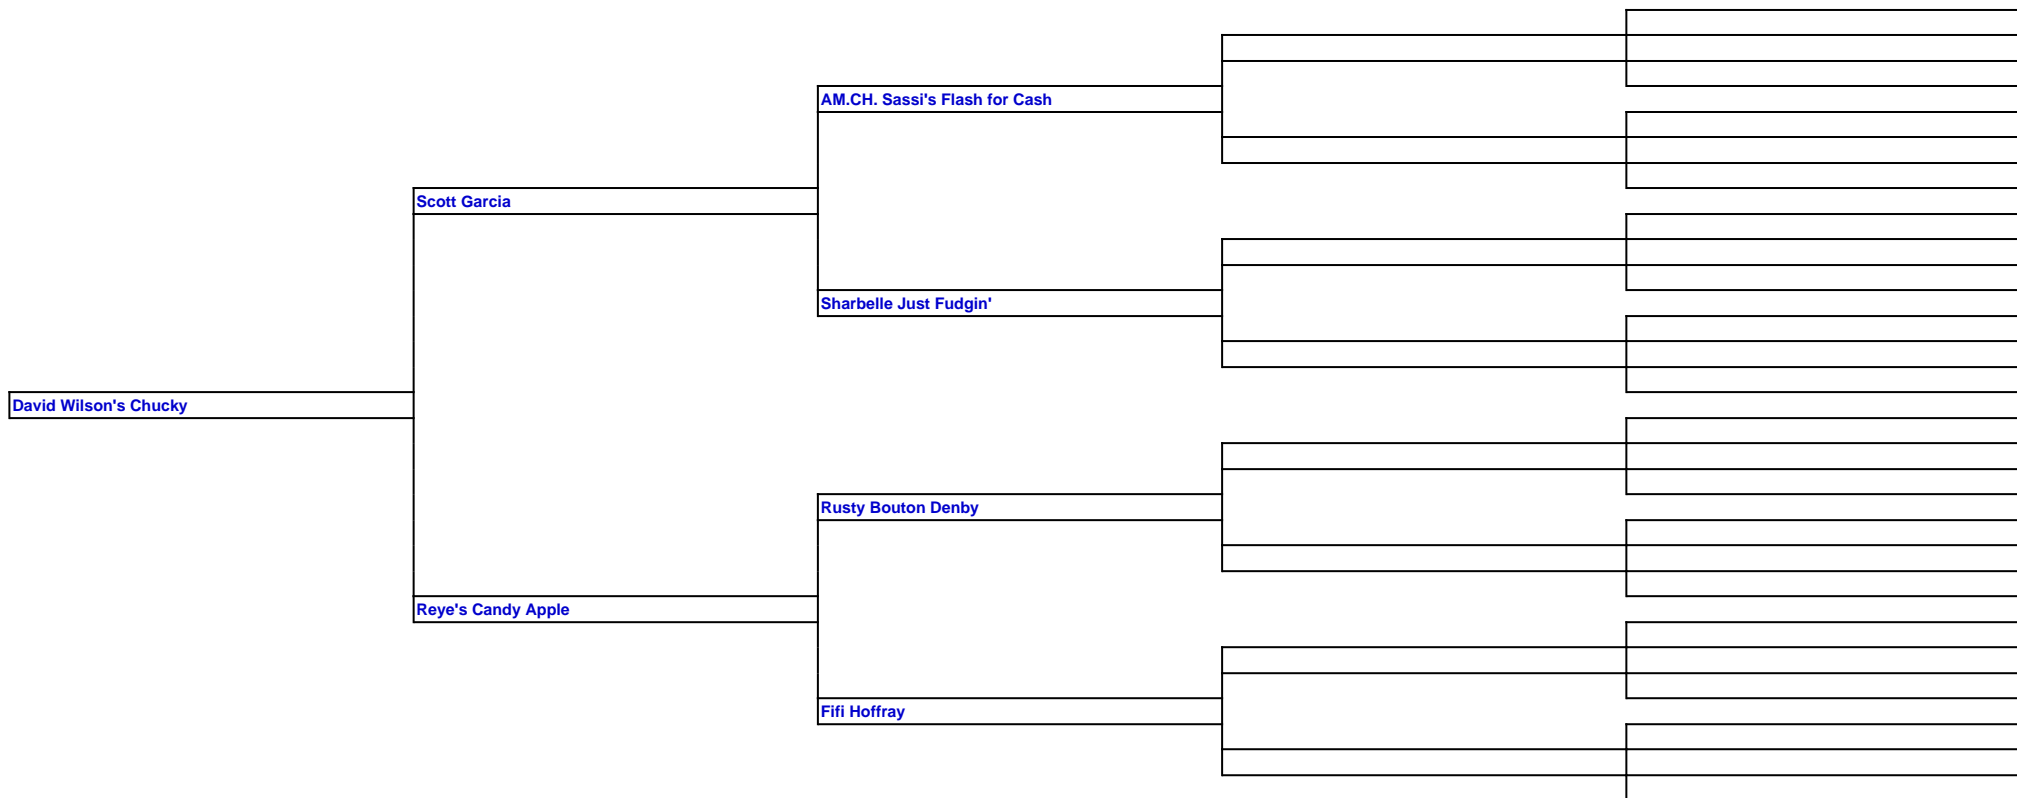 AM.CH. Sassi's Flash for Cash
Scott Garcia
Sharbelle Just Fudgin'
David Wilson's Chucky
Rusty Bouton Denby
Reye's Candy Apple
Fifi Hoffray